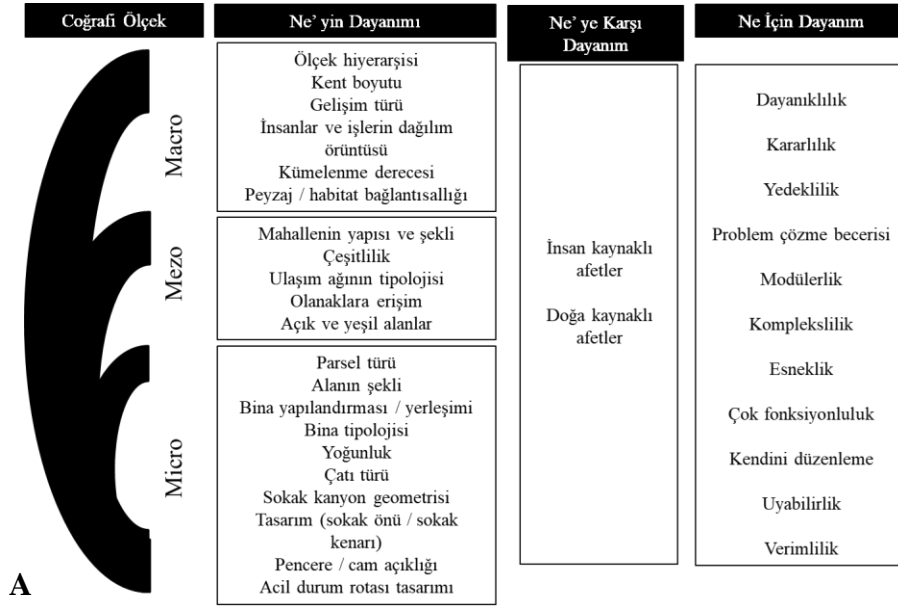 Coğrafi Ölçek
Ne' yin Dayanımı
Ne' ye Karşı
Dayanım
Ne İçin Dayanım
Macro
Ölçek hiyerarşisi
Kent boyutu
Gelişim türü
İnsanlar ve işlerin dağılım
örüntüsü
Kümelenme derecesi
Peyzaj / habitat bağlantısallığı
Mezo
Mahallenin yapısı ve şekli
Çeşitlilik
Ulaşım ağının tipolojisi
Olanaklara erişim
Açık ve yeşil alanlar
Micro
Parsel türü
Alanın şekli
Bina yapılandırması / yerleşimi
Bina tipolojisi
Yoğunluk
Çatı türü
Sokak kanyon geometrisi
Tasarım (sokak önü / sokak
kenarı)
Pencere / cam açıklığı
Acil durum rotası tasarımı
İnsan kaynaklı
afetler
Doğa kaynaklı
afetler
Dayanıklılık
Kararlılık
Yedeklilik
Problem çözme becerisi
Modülerlik
Komplekslilik
Esneklik
Çok fonksiyonluluk
Kendini düzenleme
Uyabilirlik
Verimlilik
A